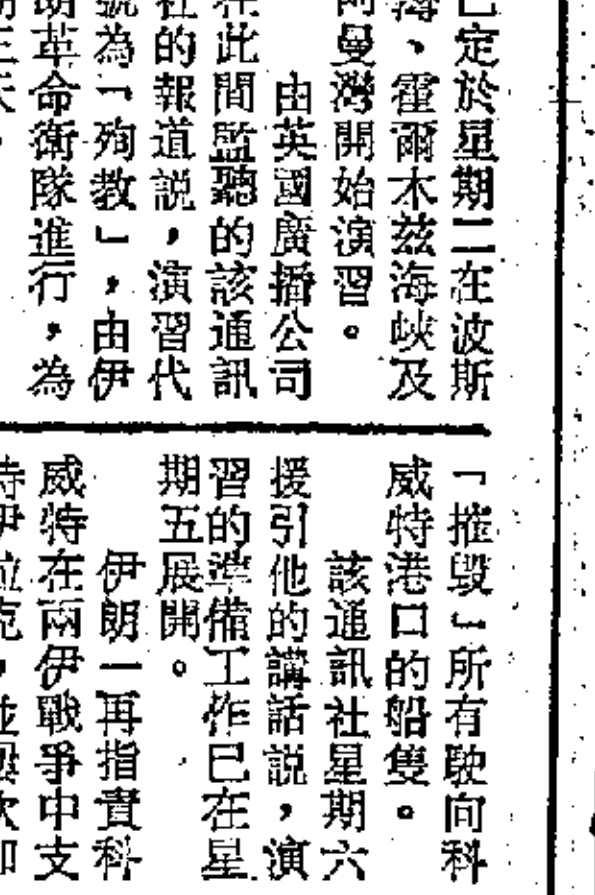 已定於星期二在波斯
灣、霍爾木兹海峽及
阿曼灣開始演習。
由英國廣播公司
在此間監聽的該通訊
社的報道説，演習代
號為「殉教」，由伊
朗革命衛隊進行，為
期三天。
「摧毀」所有駛向科
威特港口的船隻。
該通訊社星期六
援引他的講話説，演
習的準備工作已在星
期五展開。
伊朗一再指責科
威特在兩伊戰爭中支
持伊拉克，並